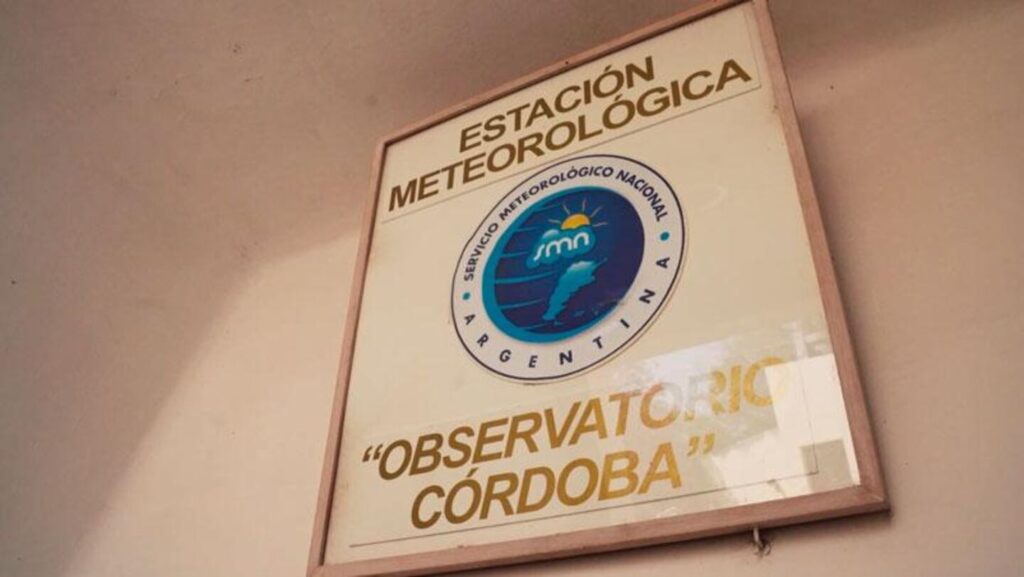 ESTACIÓN
METEOROLÓGICA
SERVICIO METEOROLÓGICO NACIONAL
smn
ARGENTINA
“OBSERVATORIO
CÓRDOBA”